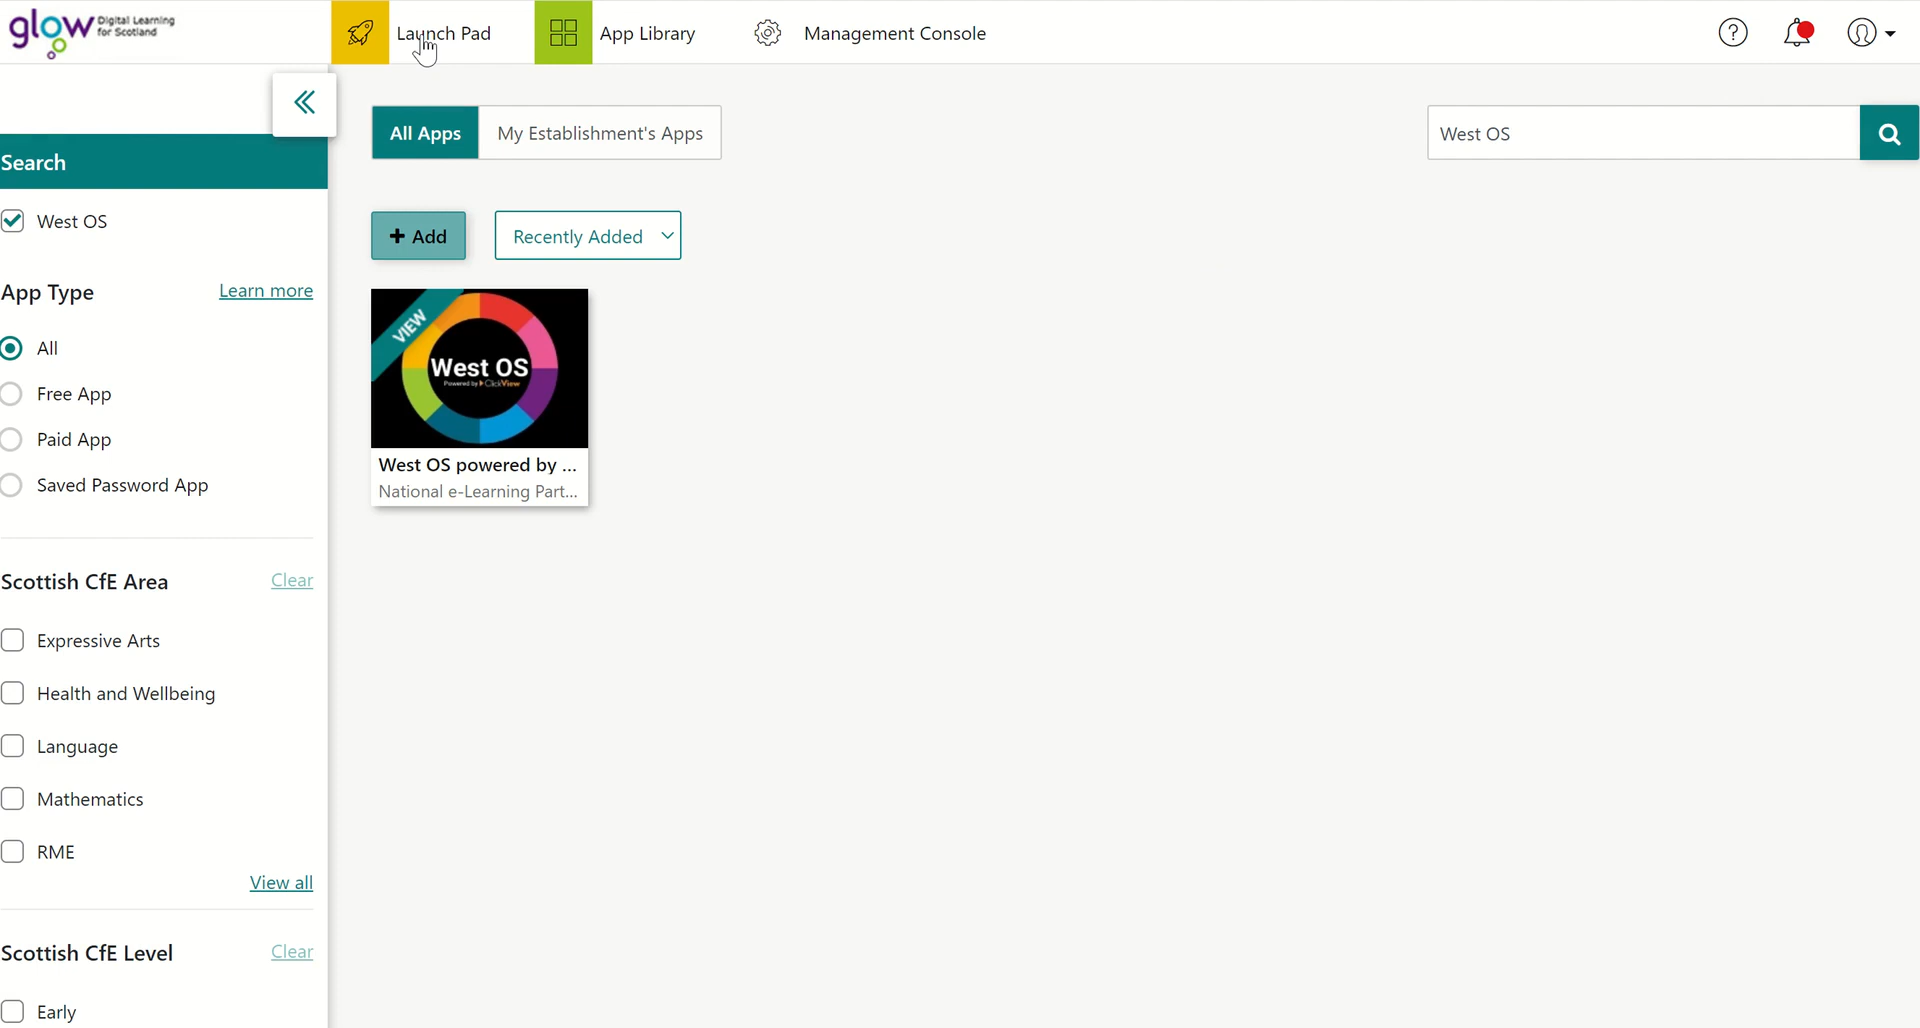 glow Digital Learning
for Scotland
Launch Pad
App Library
Management Console
?
All Apps
My Establishment's Apps
West OS
Search
West OS
+ Add
Recently Added
App Type
Learn more
All
Free App
Paid App
Saved Password App
VIEW
West OS
Powered by ClickView
West OS powered by ...
National e-Learning Part...
Scottish CfE Area
Clear
Expressive Arts
Health and Wellbeing
Language
Mathematics
RME
View all
Scottish CfE Level
Clear
Early